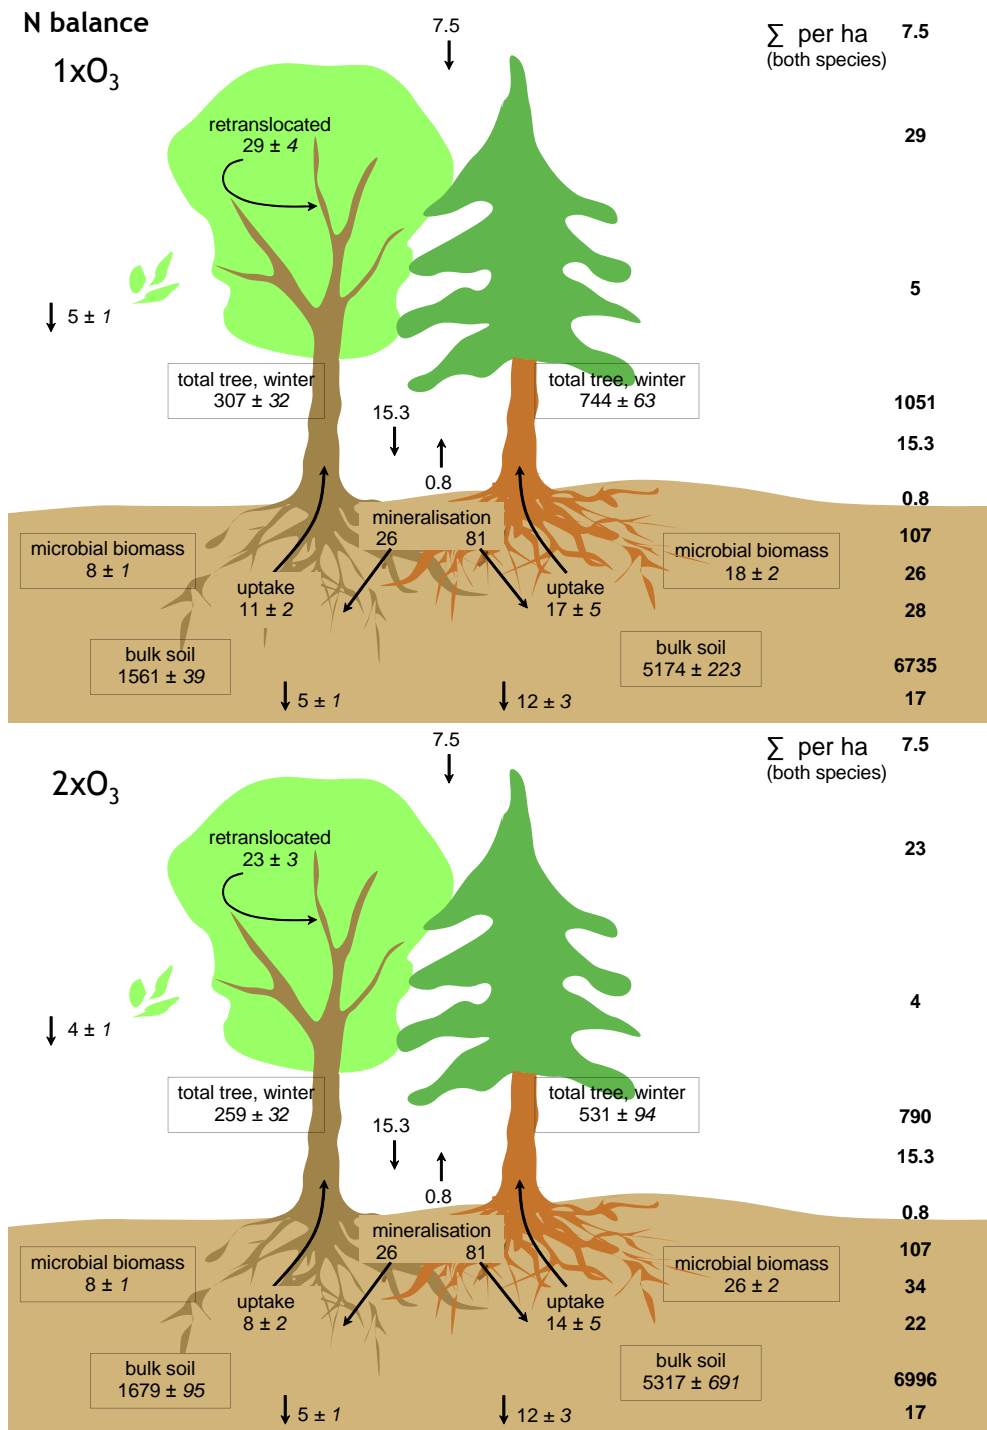 N balance
1xO3
7.5
∑ per ha
(both species)
7.5
retranslocated
29 ± 4
29
5 ± 1
5
total tree, winter
307 ± 32
total tree, winter
744 ± 63
1051
15.3
15.3
0.8
0.8
mineralisation
26 81
107
microbial biomass
8 ± 1
microbial biomass
18 ± 2
26
uptake
11 ± 2
uptake
17 ± 5
28
bulk soil
1561 ± 39
bulk soil
5174 ± 223
6735
5 ± 1
12 ± 3
17
2xO3
7.5
∑ per ha
(both species)
7.5
retranslocated
23 ± 3
23
4 ± 1
4
total tree, winter
259 ± 32
total tree, winter
531 ± 94
790
15.3
15.3
0.8
0.8
mineralisation
26 81
107
microbial biomass
8 ± 1
microbial biomass
26 ± 2
34
uptake
8 ± 2
uptake
14 ± 5
22
bulk soil
1679 ± 95
bulk soil
5317 ± 691
6996
5 ± 1
12 ± 3
17